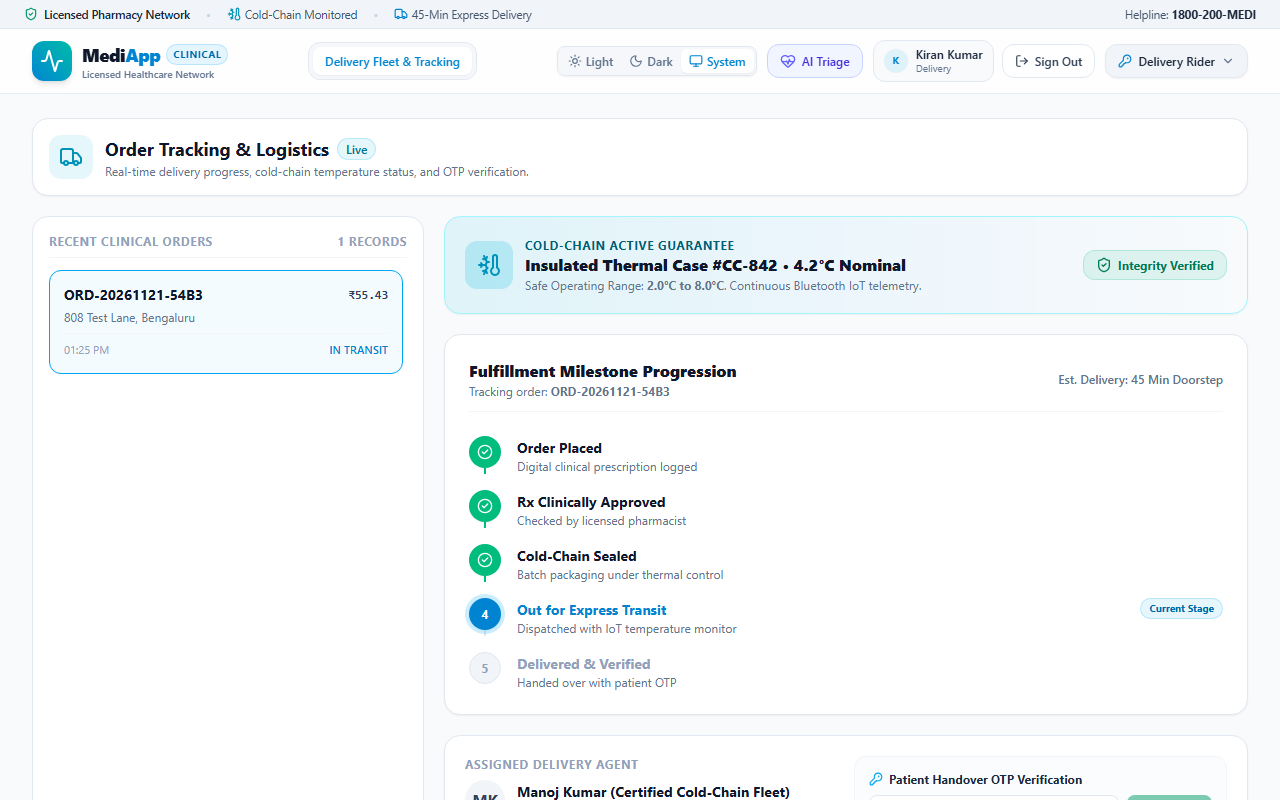 Licensed Pharmacy Network • Cold-Chain Monitored • 45-Min Express Delivery
Helpline: 1800-200-MEDI
MediApp CLINICAL
Licensed Healthcare Network
Delivery Fleet & Tracking
Light Dark System
AI Triage
K
Kiran Kumar
Delivery
Sign Out
Delivery Rider
Order Tracking & Logistics Live
Real-time delivery progress, cold-chain temperature status, and OTP verification.
RECENT CLINICAL ORDERS 1 RECORDS
ORD-20261121-54B3 ₹55.43
808 Test Lane, Bengaluru
01:25 PM IN TRANSIT
COLD-CHAIN ACTIVE GUARANTEE
Insulated Thermal Case #CC-842 • 4.2°C Nominal
Safe Operating Range: 2.0°C to 8.0°C. Continuous Bluetooth IoT telemetry.
Integrity Verified
Fulfillment Milestone Progression
Tracking order: ORD-20261121-54B3
Est. Delivery: 45 Min Doorstep
Order Placed
Digital clinical prescription logged
Rx Clinically Approved
Checked by licensed pharmacist
Cold-Chain Sealed
Batch packaging under thermal control
4 Out for Express Transit
Dispatched with IoT temperature monitor
Current Stage
5 Delivered & Verified
Handed over with patient OTP
ASSIGNED DELIVERY AGENT
MK
Manoj Kumar (Certified Cold-Chain Fleet)
Patient Handover OTP Verification